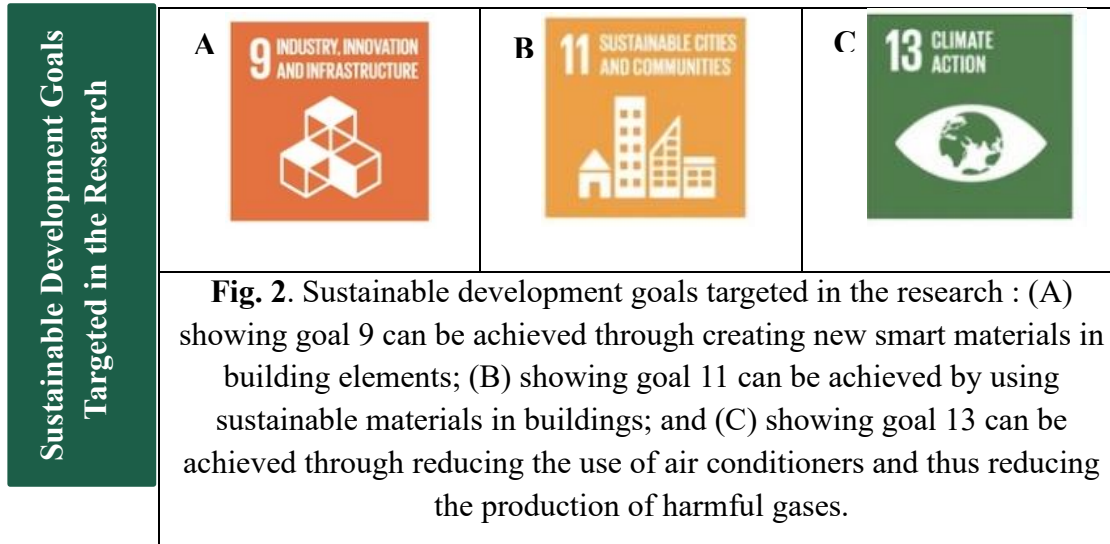 Sustainable Development Goals
Targeted in the Research
A
9 INDUSTRY, INNOVATION
AND INFRASTRUCTURE
B
11 SUSTAINABLE CITIES
AND COMMUNITIES
C
13 CLIMATE
ACTION
Fig. 2. Sustainable development goals targeted in the research : (A)
showing goal 9 can be achieved through creating new smart materials in
building elements; (B) showing goal 11 can be achieved by using
sustainable materials in buildings; and (C) showing goal 13 can be
achieved through reducing the use of air conditioners and thus reducing
the production of harmful gases.